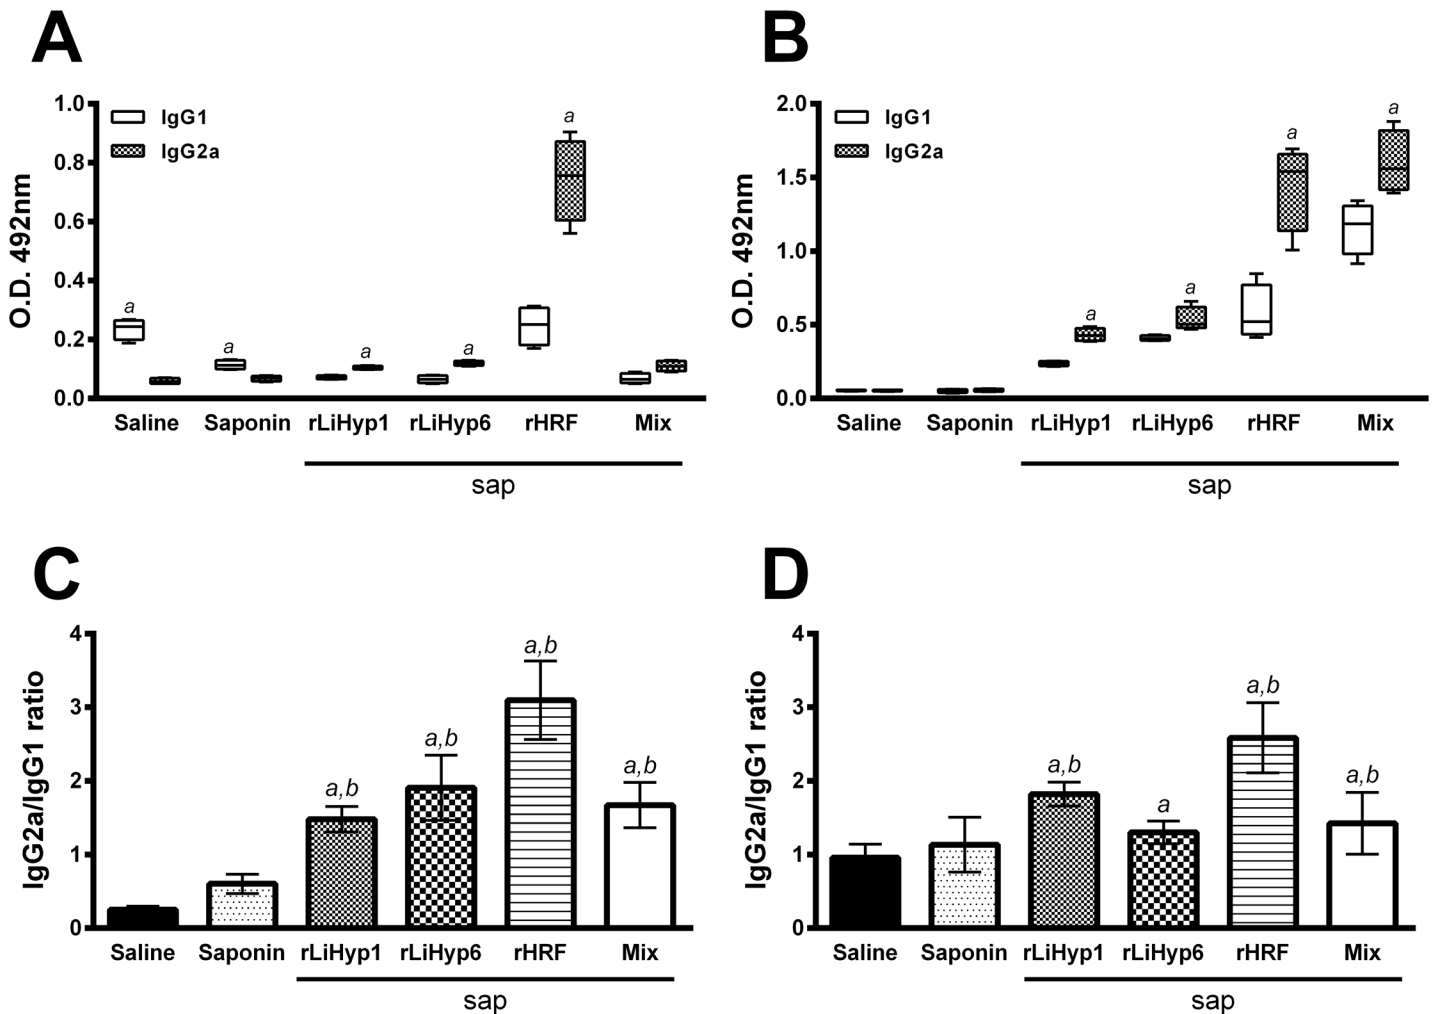 A
B
1.0
0.8
0.6
0.4
0.2
0.0
O.D. 492nm
IgG1
IgG2a
a
a
a
a
a
Saline
Saponin
rLiHyp1
rLiHyp6
rHRF
Mix
sap
2.0
1.5
1.0
0.5
0.0
O.D. 492nm
IgG1
IgG2a
a
a
a
a
Saline
Saponin
rLiHyp1
rLiHyp6
rHRF
Mix
sap
C
D
4
3
2
1
0
IgG2a/IgG1 ratio
a,b
a,b
a,b
a,b
Saline
Saponin
rLiHyp1
rLiHyp6
rHRF
Mix
sap
4
3
2
1
0
IgG2a/IgG1 ratio
a,b
a
a,b
a,b
Saline
Saponin
rLiHyp1
rLiHyp6
rHRF
Mix
sap